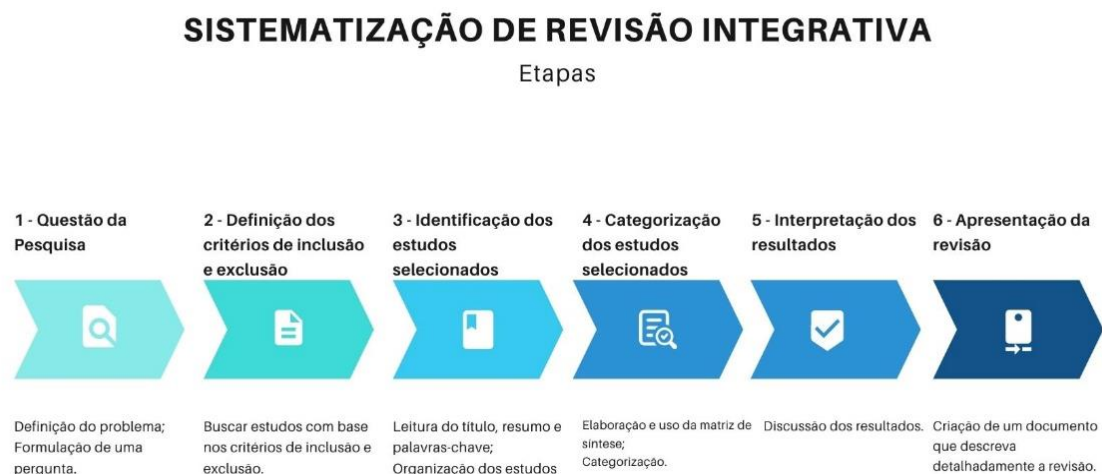 SISTEMATIZAÇÃO DE REVISÃO INTEGRATIVA
Etapas
1 - Questão da
Pesquisa
2 - Definição dos
critérios de inclusão
e exclusão
3 - Identificação dos
estudos
selecionados
4 - Categorização
dos estudos
selecionados
5 - Interpretação dos
resultados
6 - Apresentação da
revisão
Definição do problema;
Formulação de uma
pergunta.
Buscar estudos com base
nos critérios de inclusão e
exclusão.
Leitura do título, resumo e
palavras-chave;
Organização dos estudos
Elaboração e uso da matriz de
síntese;
Categorização.
Discussão dos resultados.
Criação de um documento
que descreva
detalhadamente a revisão.